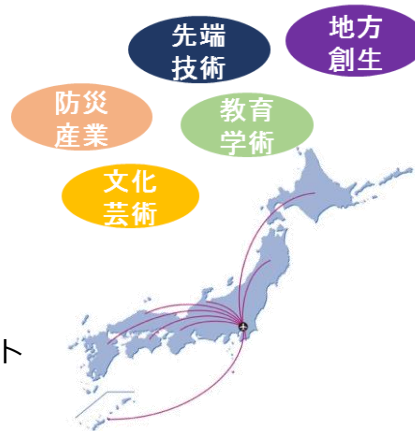 先端
技術
地方
創生
防災
産業
教育
学術
文化
芸術
ト